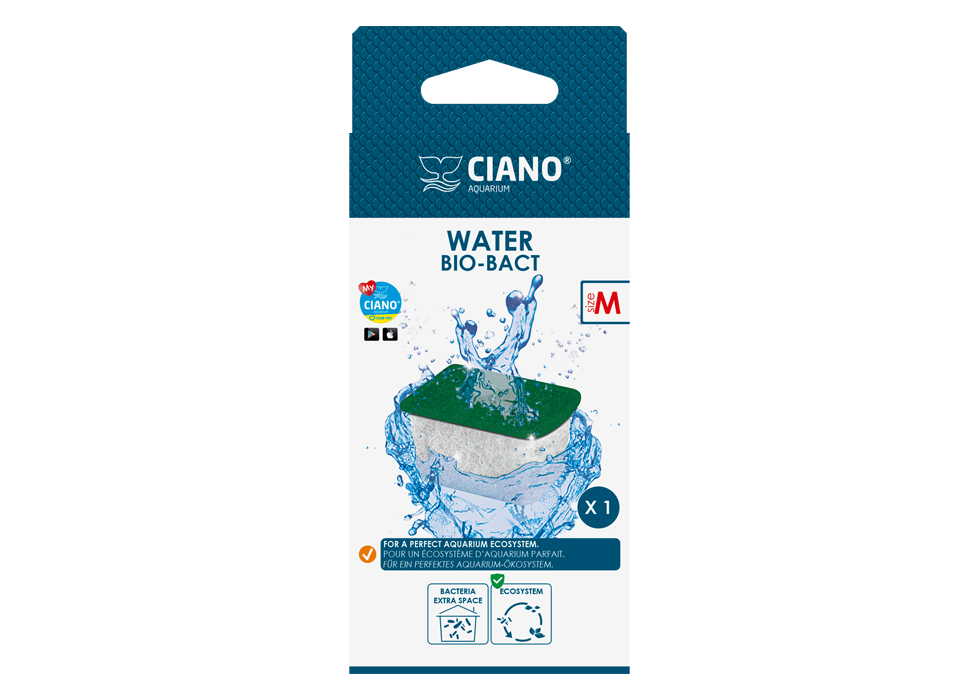 CIANO®
AQUARIUM
WATER
BIO-BACT
MY
CIANO®
AQUARIUM
size M
X 1
FOR A PERFECT AQUARIUM ECOSYSTEM.
POUR UN ÉCOSYSTÈME D'AQUARIUM PARFAIT.
FÜR EIN PERFEKTES AQUARIUM-ÖKOSYSTEM.
BACTERIA
EXTRA SPACE
ECOSYSTEM